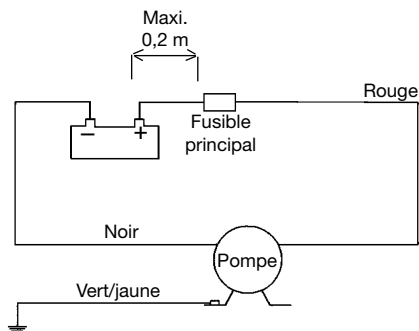 Maxi.
0,2 m
Rouge
− +
Fusible
principal
Noir
Pompe
Vert/jaune